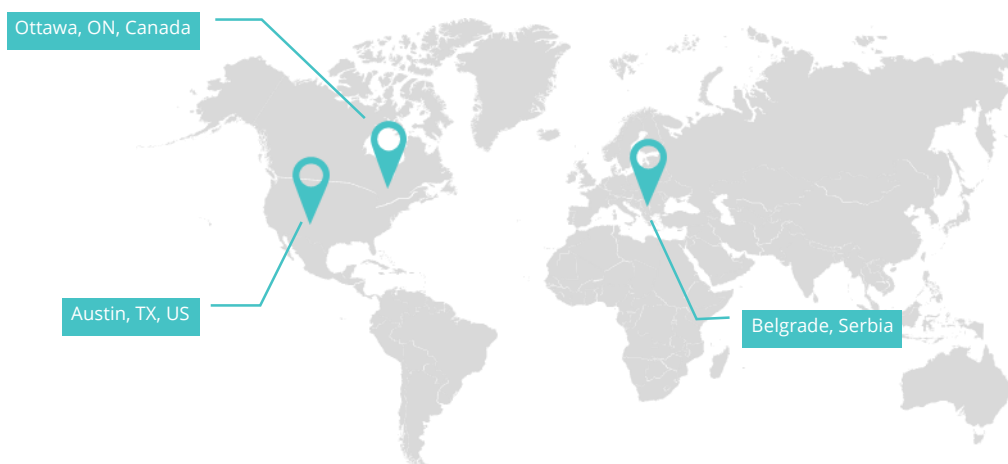 Ottawa, ON, Canada
Austin, TX, US
Belgrade, Serbia